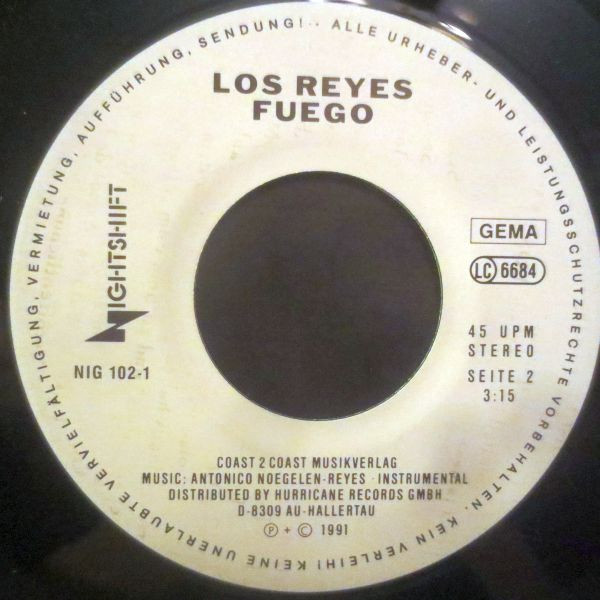 ALLE URHEBER- UND LEISTUNGSSCHUTZRECHTE VORBEHALTEN. KEIN VERLEIH! KEINE UNERLAUBTE VERVIELFÄLTIGUNG, VERMIETUNG, AUFFÜHRUNG, SENDUNG!
LOS REYES
FUEGO
NIGHTSHIFT
NIG 102-1
GEMA
LC 6684
45 UPM
STEREO
SEITE 2
3:15
COAST 2 COAST MUSIKVERLAG
MUSIC: ANTONICO NOEGELEN-REYES · INSTRUMENTAL
DISTRIBUTED BY HURRICANE RECORDS GMBH
D-8309 AU-HALLERTAU
Ⓟ + © 1991